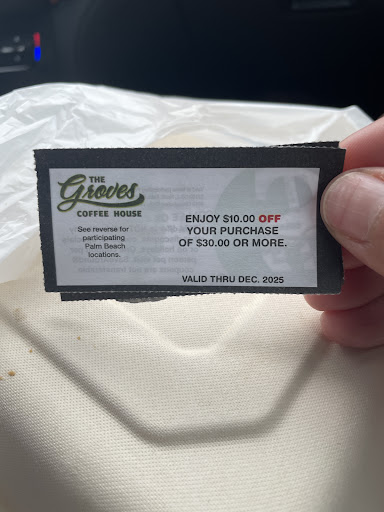 THE
Groves
COFFEE HOUSE
See reverse for
participating
Palm Beach
locations.
ENJOY $10.00 OFF
YOUR PURCHASE
OF $30.00 OR MORE.
VALID THRU DEC. 2025